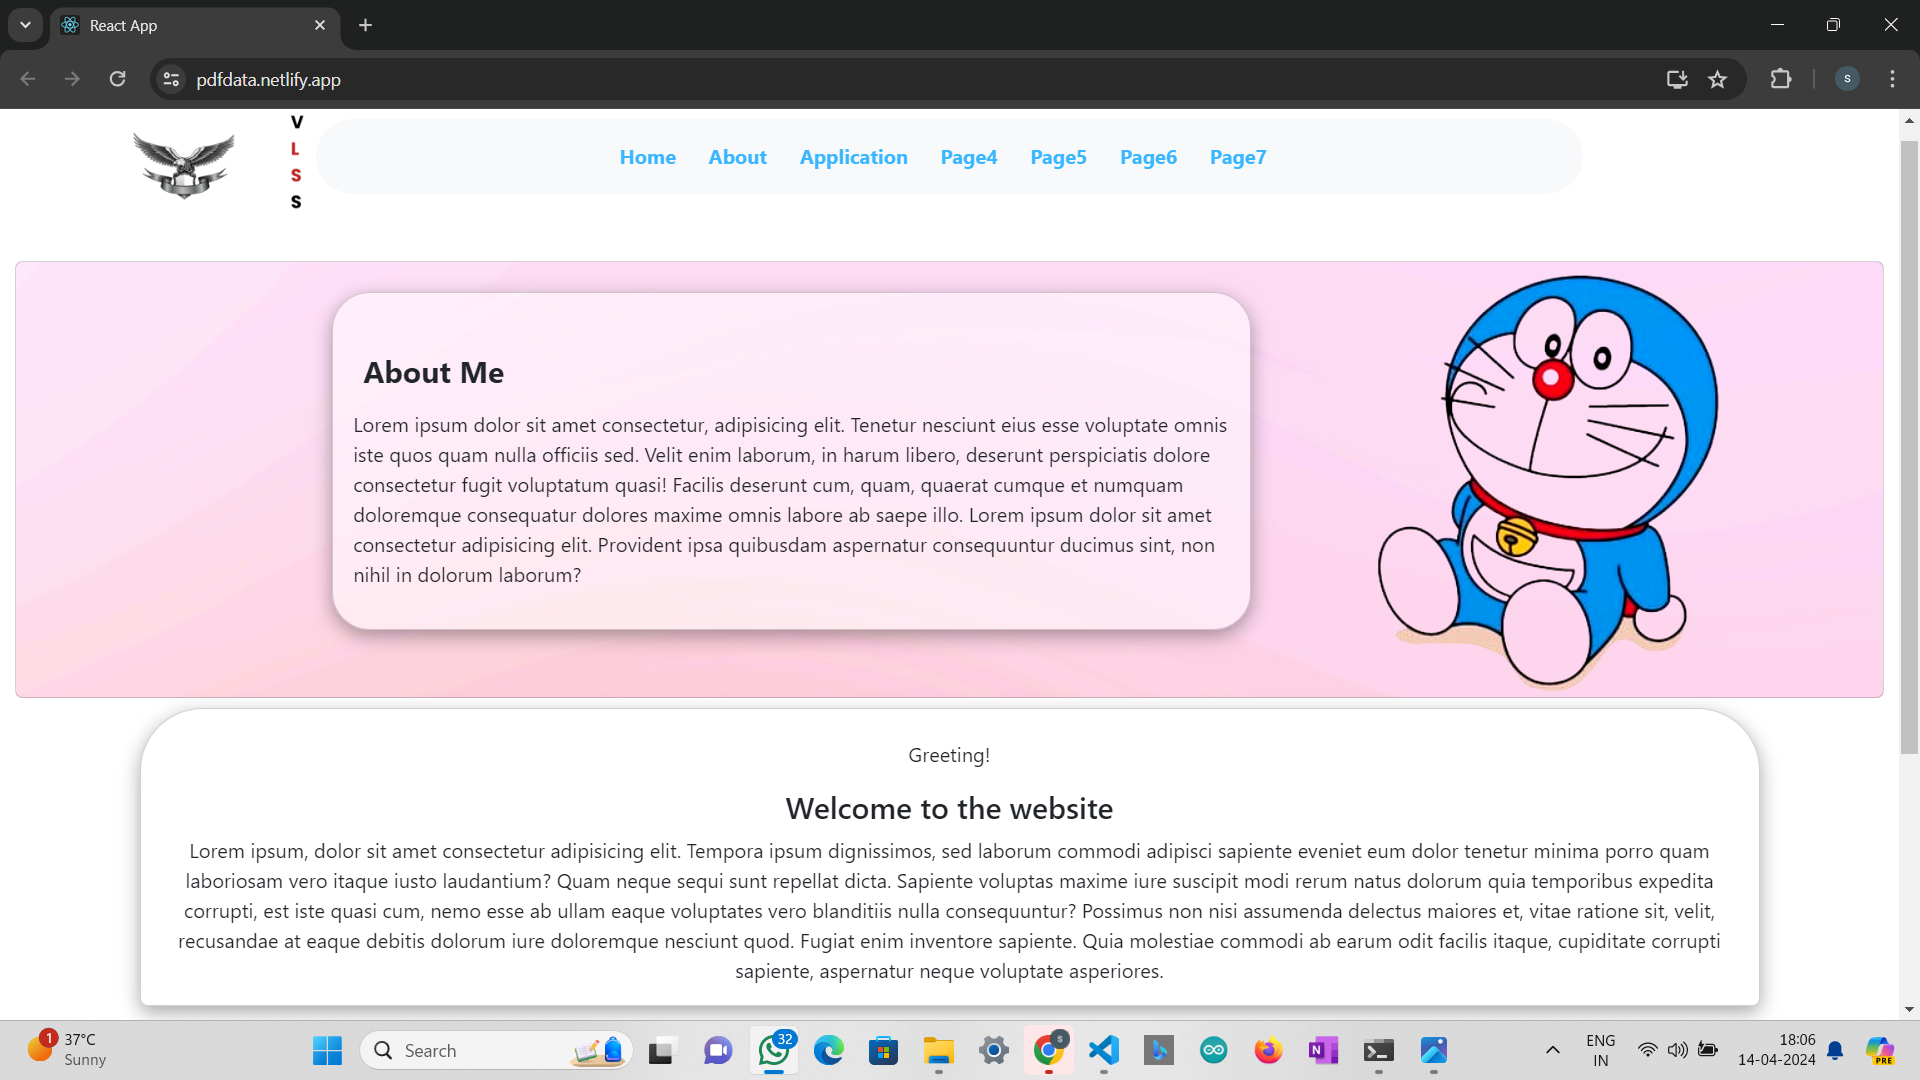 React App
pdfdata.netlify.app
S
V
L
S
S
Home About Application Page4 Page5 Page6 Page7
About Me
Lorem ipsum dolor sit amet consectetur, adipisicing elit. Tenetur nesciunt eius esse voluptate omnis
iste quos quam nulla officiis sed. Velit enim laborum, in harum libero, deserunt perspiciatis dolore
consectetur fugit voluptatum quasi! Facilis deserunt cum, quam, quaerat cumque et numquam
doloremque consequatur dolores maxime omnis labore ab saepe illo. Lorem ipsum dolor sit amet
consectetur adipisicing elit. Provident ipsa quibusdam aspernatur consequuntur ducimus sint, non
nihil in dolorum laborum?
Greeting!
Welcome to the website
Lorem ipsum, dolor sit amet consectetur adipisicing elit. Tempora ipsum dignissimos, sed laborum commodi adipisci sapiente eveniet eum dolor tenetur minima porro quam
laboriosam vero itaque iusto laudantium? Quam neque sequi sunt repellat dicta. Sapiente voluptas maxime iure suscipit modi rerum natus dolorum quia temporibus expedita
corrupti, est iste quasi cum, nemo esse ab ullam eaque voluptates vero blanditiis nulla consequuntur? Possimus non nisi assumenda delectus maiores et, vitae ratione sit, velit,
recusandae at eaque debitis dolorum iure doloremque nesciunt quod. Fugiat enim inventore sapiente. Quia molestiae commodi ab earum odit facilis itaque, cupiditate corrupti
sapiente, aspernatur neque voluptate asperiores.
1
37°C
Sunny
Search
32
S
N
ENG
IN
18:06
14-04-2024
PRE